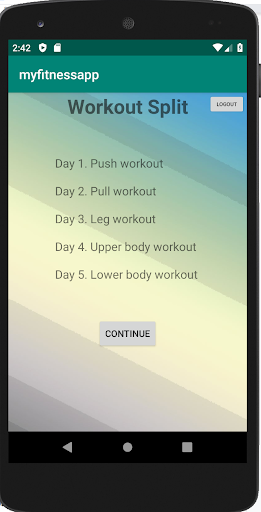 2:42
myfitnessapp
Workout Split
LOGOUT
Day 1. Push workout
Day 2. Pull workout
Day 3. Leg workout
Day 4. Upper body workout
Day 5. Lower body workout
CONTINUE